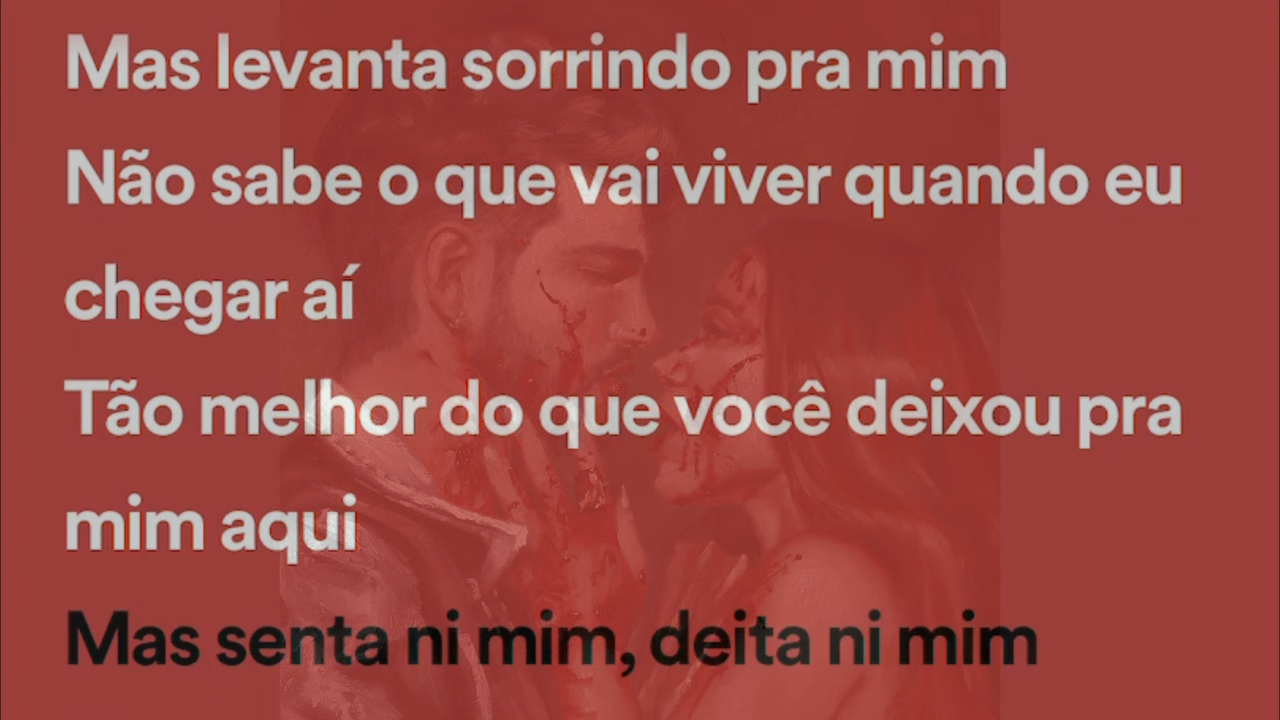 Mas levanta sorrindo pra mim
Não sabe o que vai viver quando eu
chegar aí
Tão melhor do que você deixou pra
mim aqui
Mas senta ni mim, deita ni mim